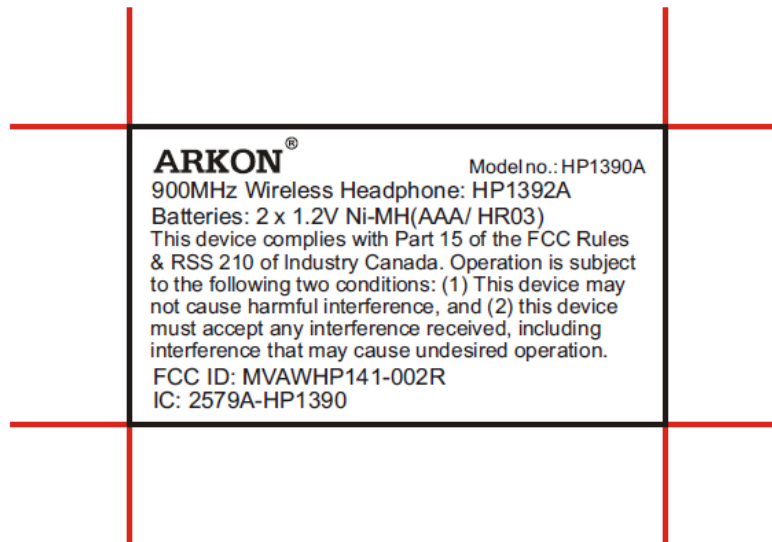 ARKON®
Model no.: HP1390A
900MHz Wireless Headphone: HP1392A
Batteries: 2 x 1.2V Ni-MH(AAA/ HR03)
This device complies with Part 15 of the FCC Rules
& RSS 210 of Industry Canada. Operation is subject
to the following two conditions: (1) This device may
not cause harmful interference, and (2) this device
must accept any interference received, including
interference that may cause undesired operation.
FCC ID: MVAWHP141-002R
IC: 2579A-HP1390